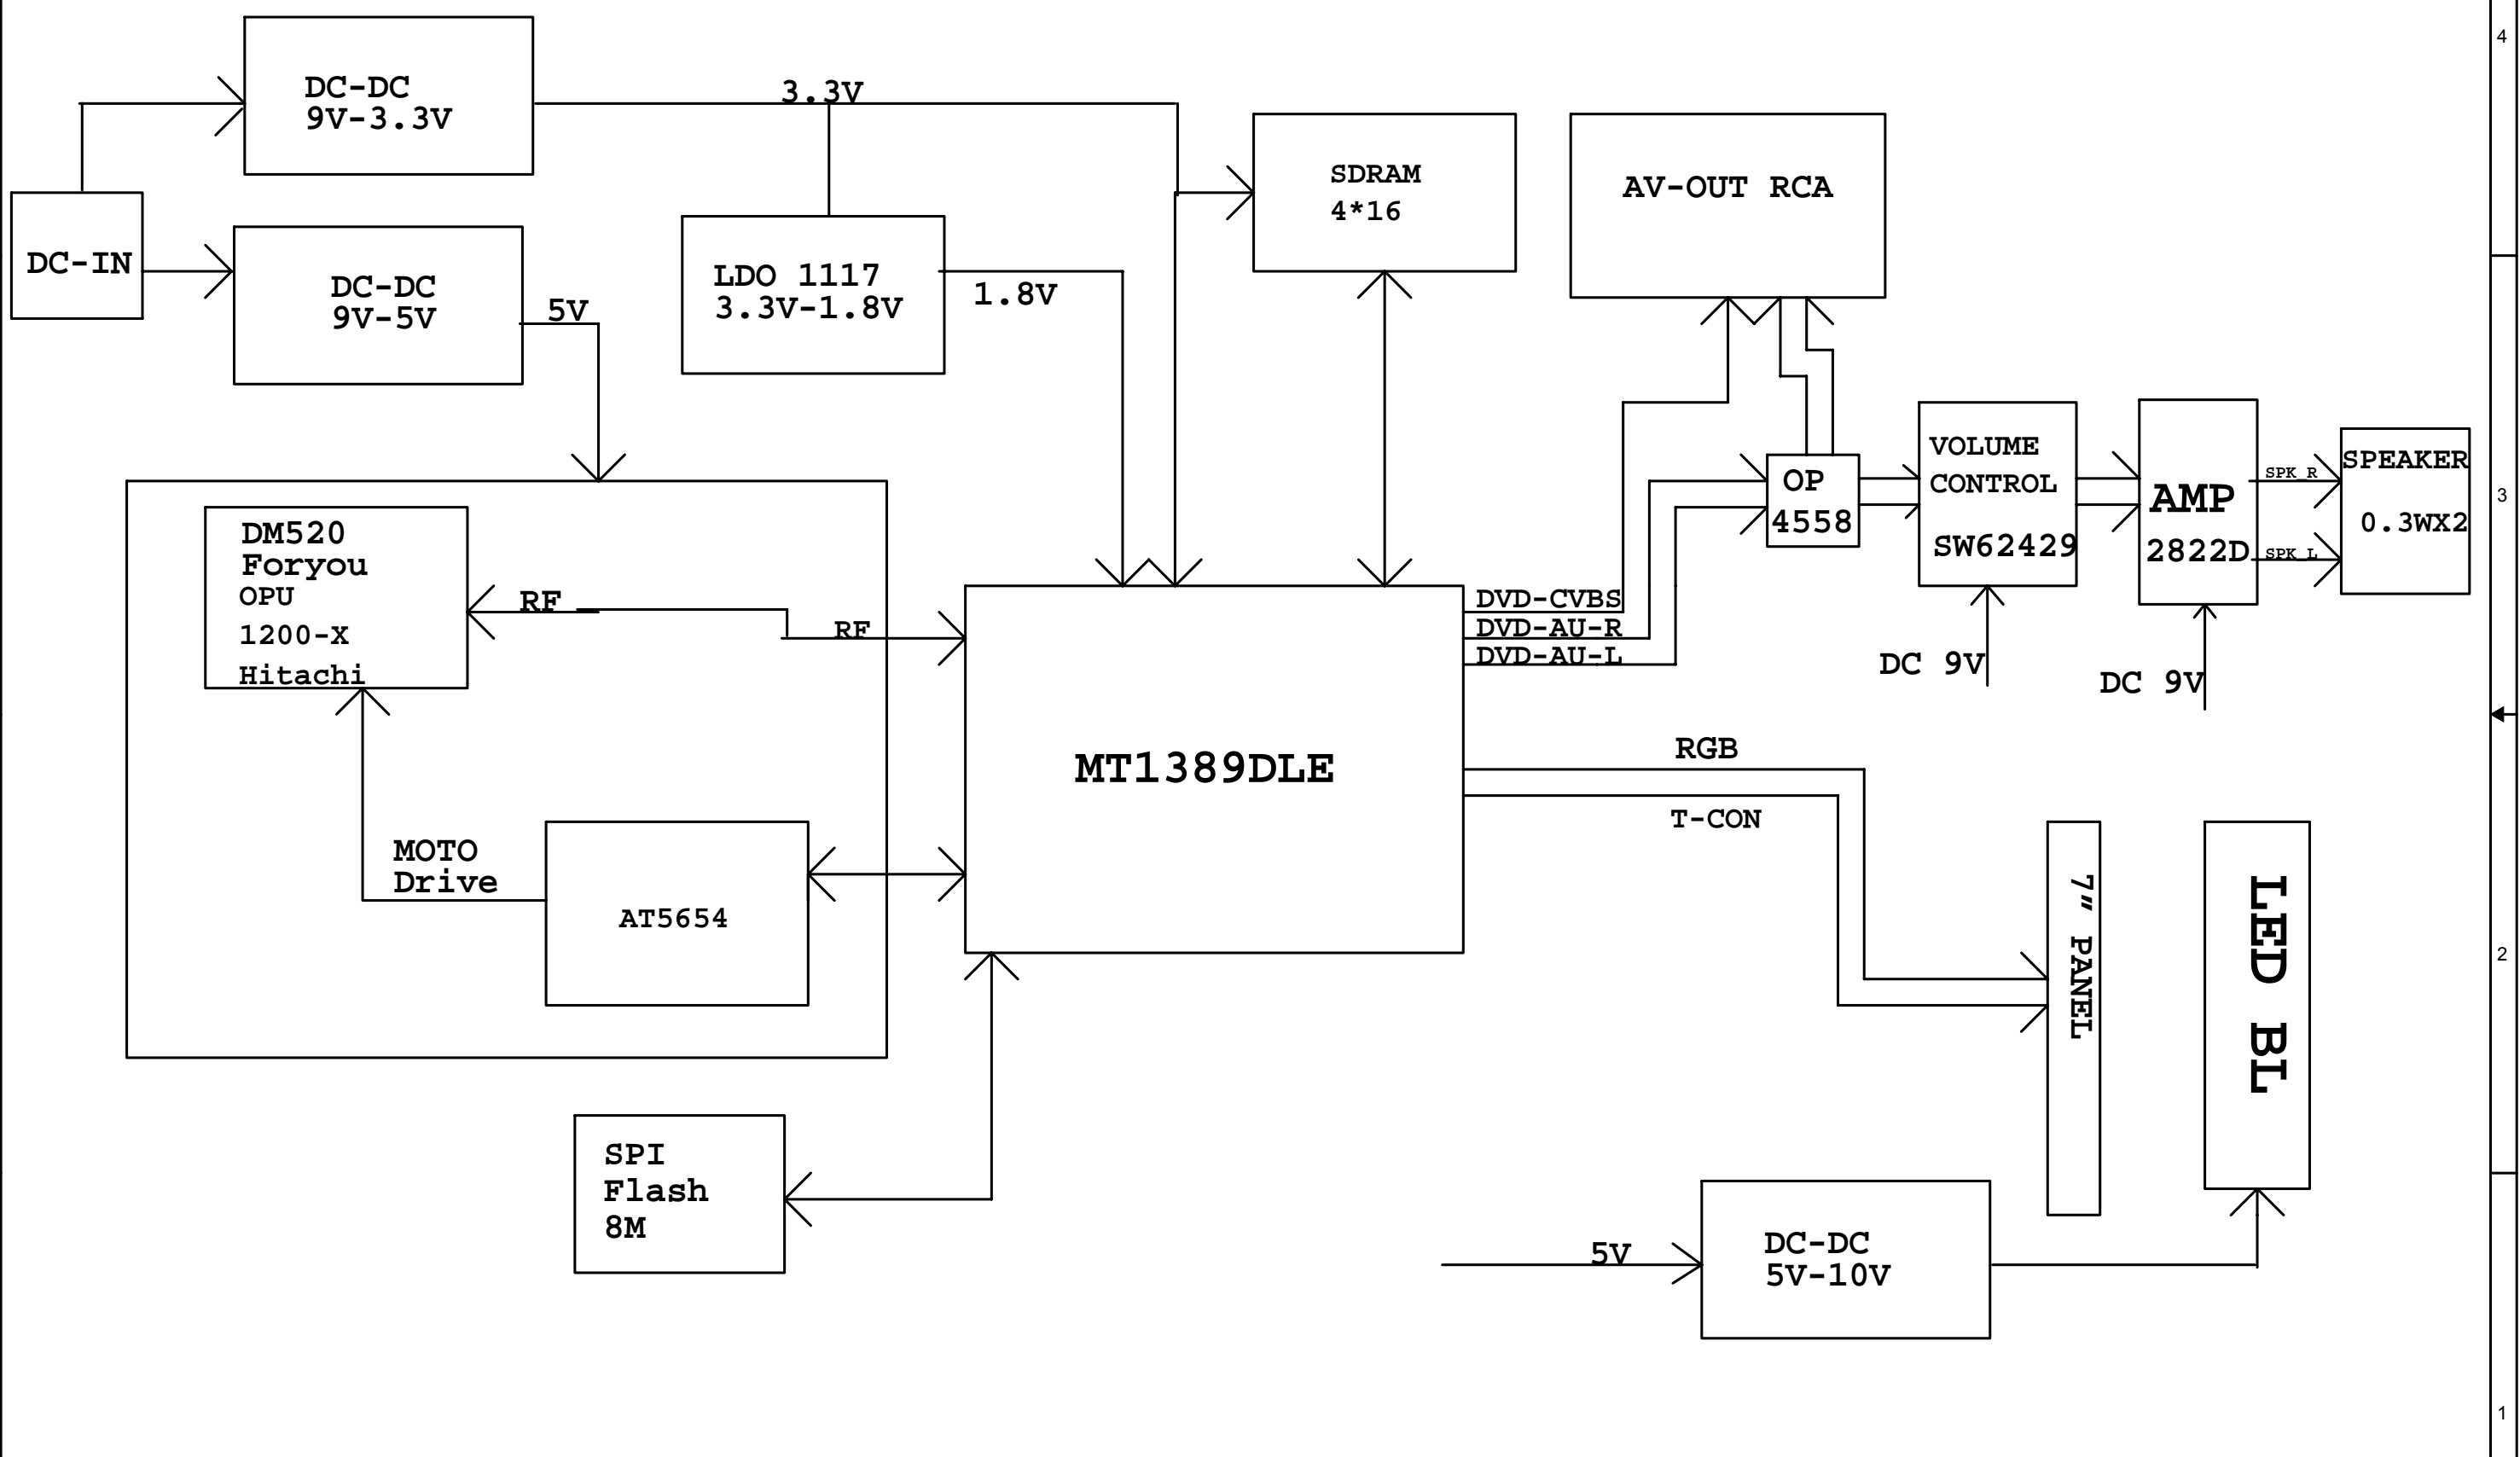 4
DC-DC
9V-3.3V
3.3V
SDRAM
4*16
AV-OUT RCA
DC-IN
DC-DC
9V-5V
5V
LDO 1117
3.3V-1.8V
1.8V
VOLUME
CONTROL
SW62429
OP
4558
AMP
2822D
SPK_R
SPK_L
SPEAKER
0.3WX2
3
DM520
Foryou
OPU
1200-X
Hitachi
RF
RF
DVD-CVBS
DVD-AU-R
DVD-AU-L
DC 9V
DC 9V
MT1389DLE
RGB
T-CON
MOTO
Drive
AT5654
7" PANEL
LED BL
2
SPI
Flash
8M
5V
DC-DC
5V-10V
1